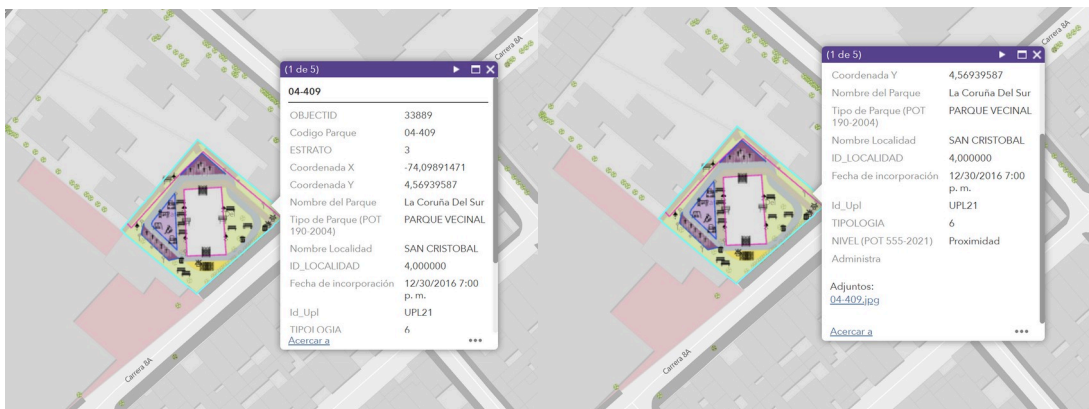 Carrera 8A
(1 de 5)
04-409
OBJECTID 33889
Codigo Parque 04-409
ESTRATO 3
Coordenada X -74,09891471
Coordenada Y 4,56939587
Nombre del Parque La Coruña Del Sur
Tipo de Parque (POT PARQUE VECINAL
190-2004)
Nombre Localidad SAN CRISTOBAL
ID_LOCALIDAD 4,000000
Fecha de incorporación 12/30/2016 7:00
p. m.
Id_Upl UPL21
TIPOLOGIA 6
Acercar a
Carrera 8A
Carrera 8A
(1 de 5)
Coordenada Y 4,56939587
Nombre del Parque La Coruña Del Sur
Tipo de Parque (POT PARQUE VECINAL
190-2004)
Nombre Localidad SAN CRISTOBAL
ID_LOCALIDAD 4,000000
Fecha de incorporación 12/30/2016 7:00
p. m.
Id_Upl UPL21
TIPOLOGIA 6
NIVEL (POT 555-2021) Proximidad
Administra
Adjuntos:
04-409.jpg
Acercar a
Carrera 8A